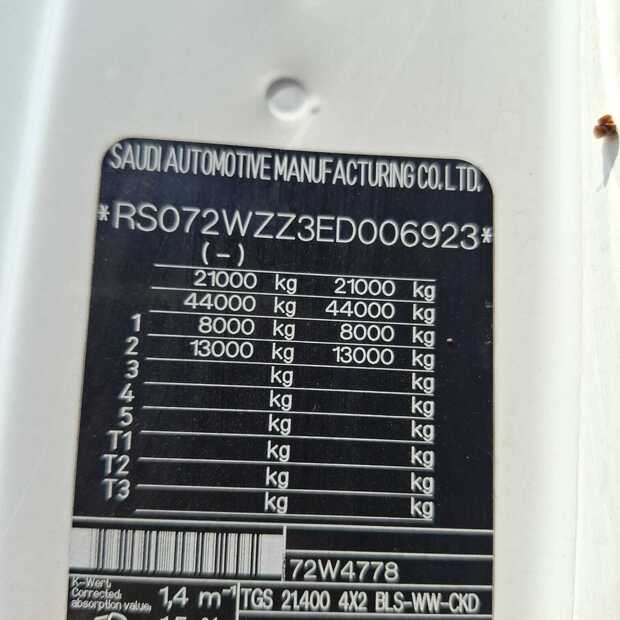 SAUDI AUTOMOTIVE MANUFACTURING CO. LTD.
*RS072WZZ3ED006923*
(-)
21000 kg 21000 kg
44000 kg 44000 kg
1 8000 kg 8000 kg
2 13000 kg 13000 kg
3 kg kg
4 kg kg
5 kg kg
T1 kg kg
T2 kg kg
T3 kg kg
72W4778
K-Wert
Corrected
absorption value, 1,4 m⁻¹
TGS 21.400 4X2 BLS-WW-CKD